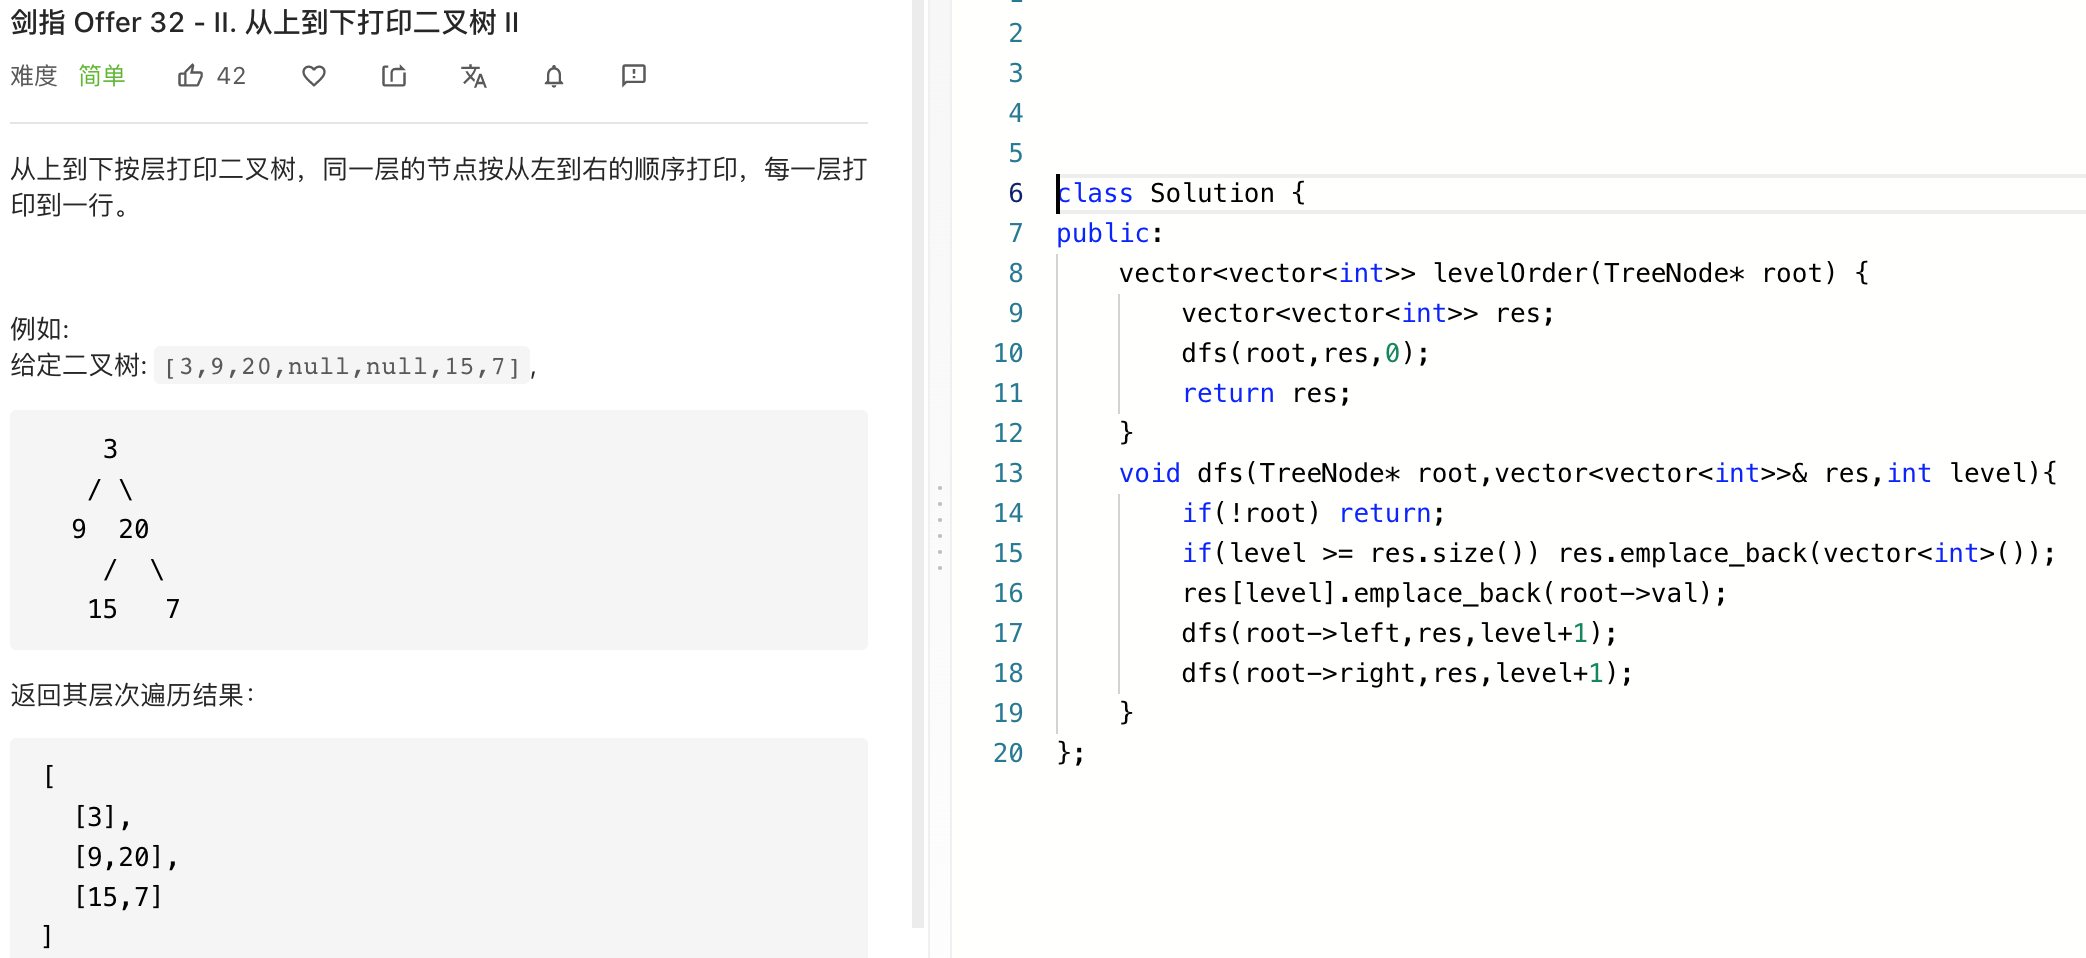 剑指 Offer 32 - II. 从上到下打印二叉树 II
难度 简单 42
从上到下按层打印二叉树，同一层的节点按从左到右的顺序打印，每一层打
印到一行。
例如:
给定二叉树: [3,9,20,null,null,15,7],
3
/ \
9 20
/ \
15 7
返回其层次遍历结果：
[
[3],
[9,20],
[15,7]
]
2
3
4
5
6 class Solution {
7 public:
8 vector<vector<int>> levelOrder(TreeNode* root) {
9 vector<vector<int>> res;
10 dfs(root,res,0);
11 return res;
12 }
13 void dfs(TreeNode* root,vector<vector<int>>& res,int level){
14 if(!root) return;
15 if(level >= res.size()) res.emplace_back(vector<int>());
16 res[level].emplace_back(root->val);
17 dfs(root->left,res,level+1);
18 dfs(root->right,res,level+1);
19 }
20 };